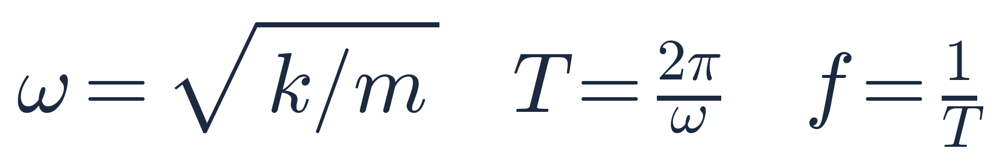 ω = √k/m   T = 2π/ω   f = 1/T